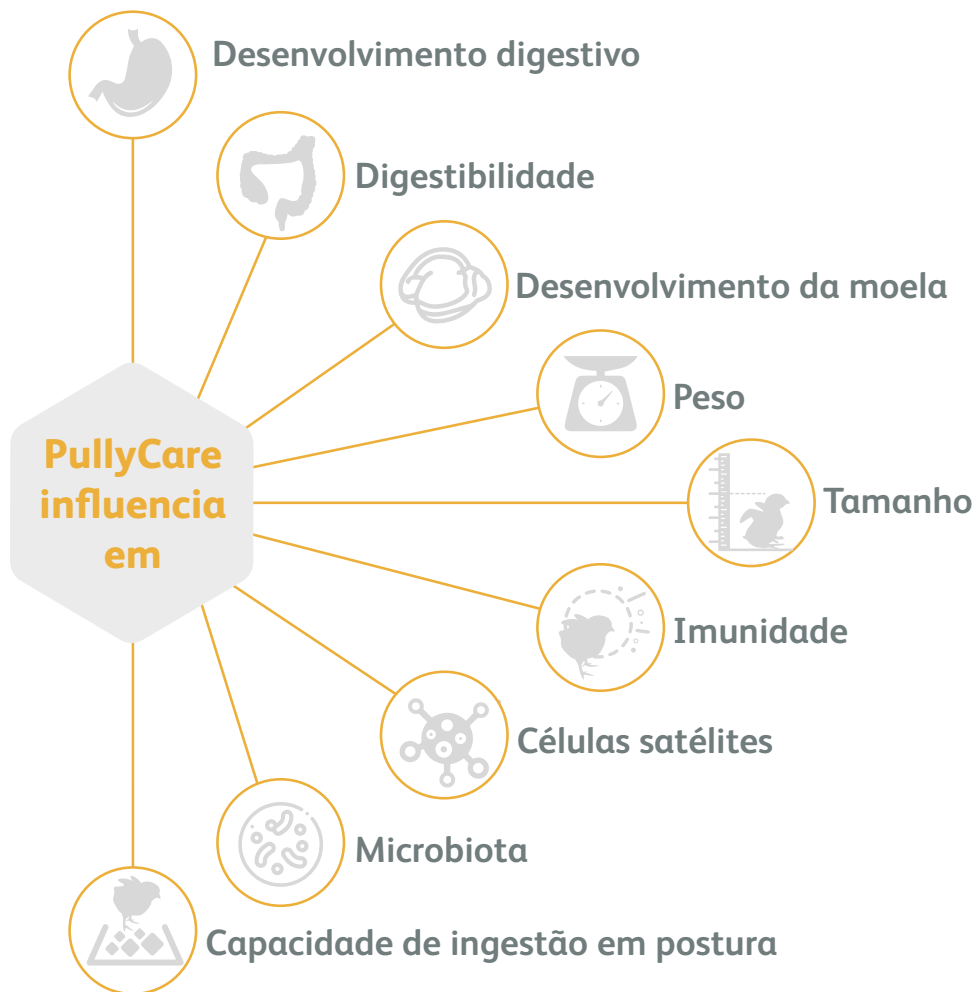 Desenvolvimento digestivo
Digestibilidade
Desenvolvimento da moela
Peso
PullyCare
influencia
em
Tamanho
Imunidade
Células satélites
Microbiota
Capacidade de ingestão em postura